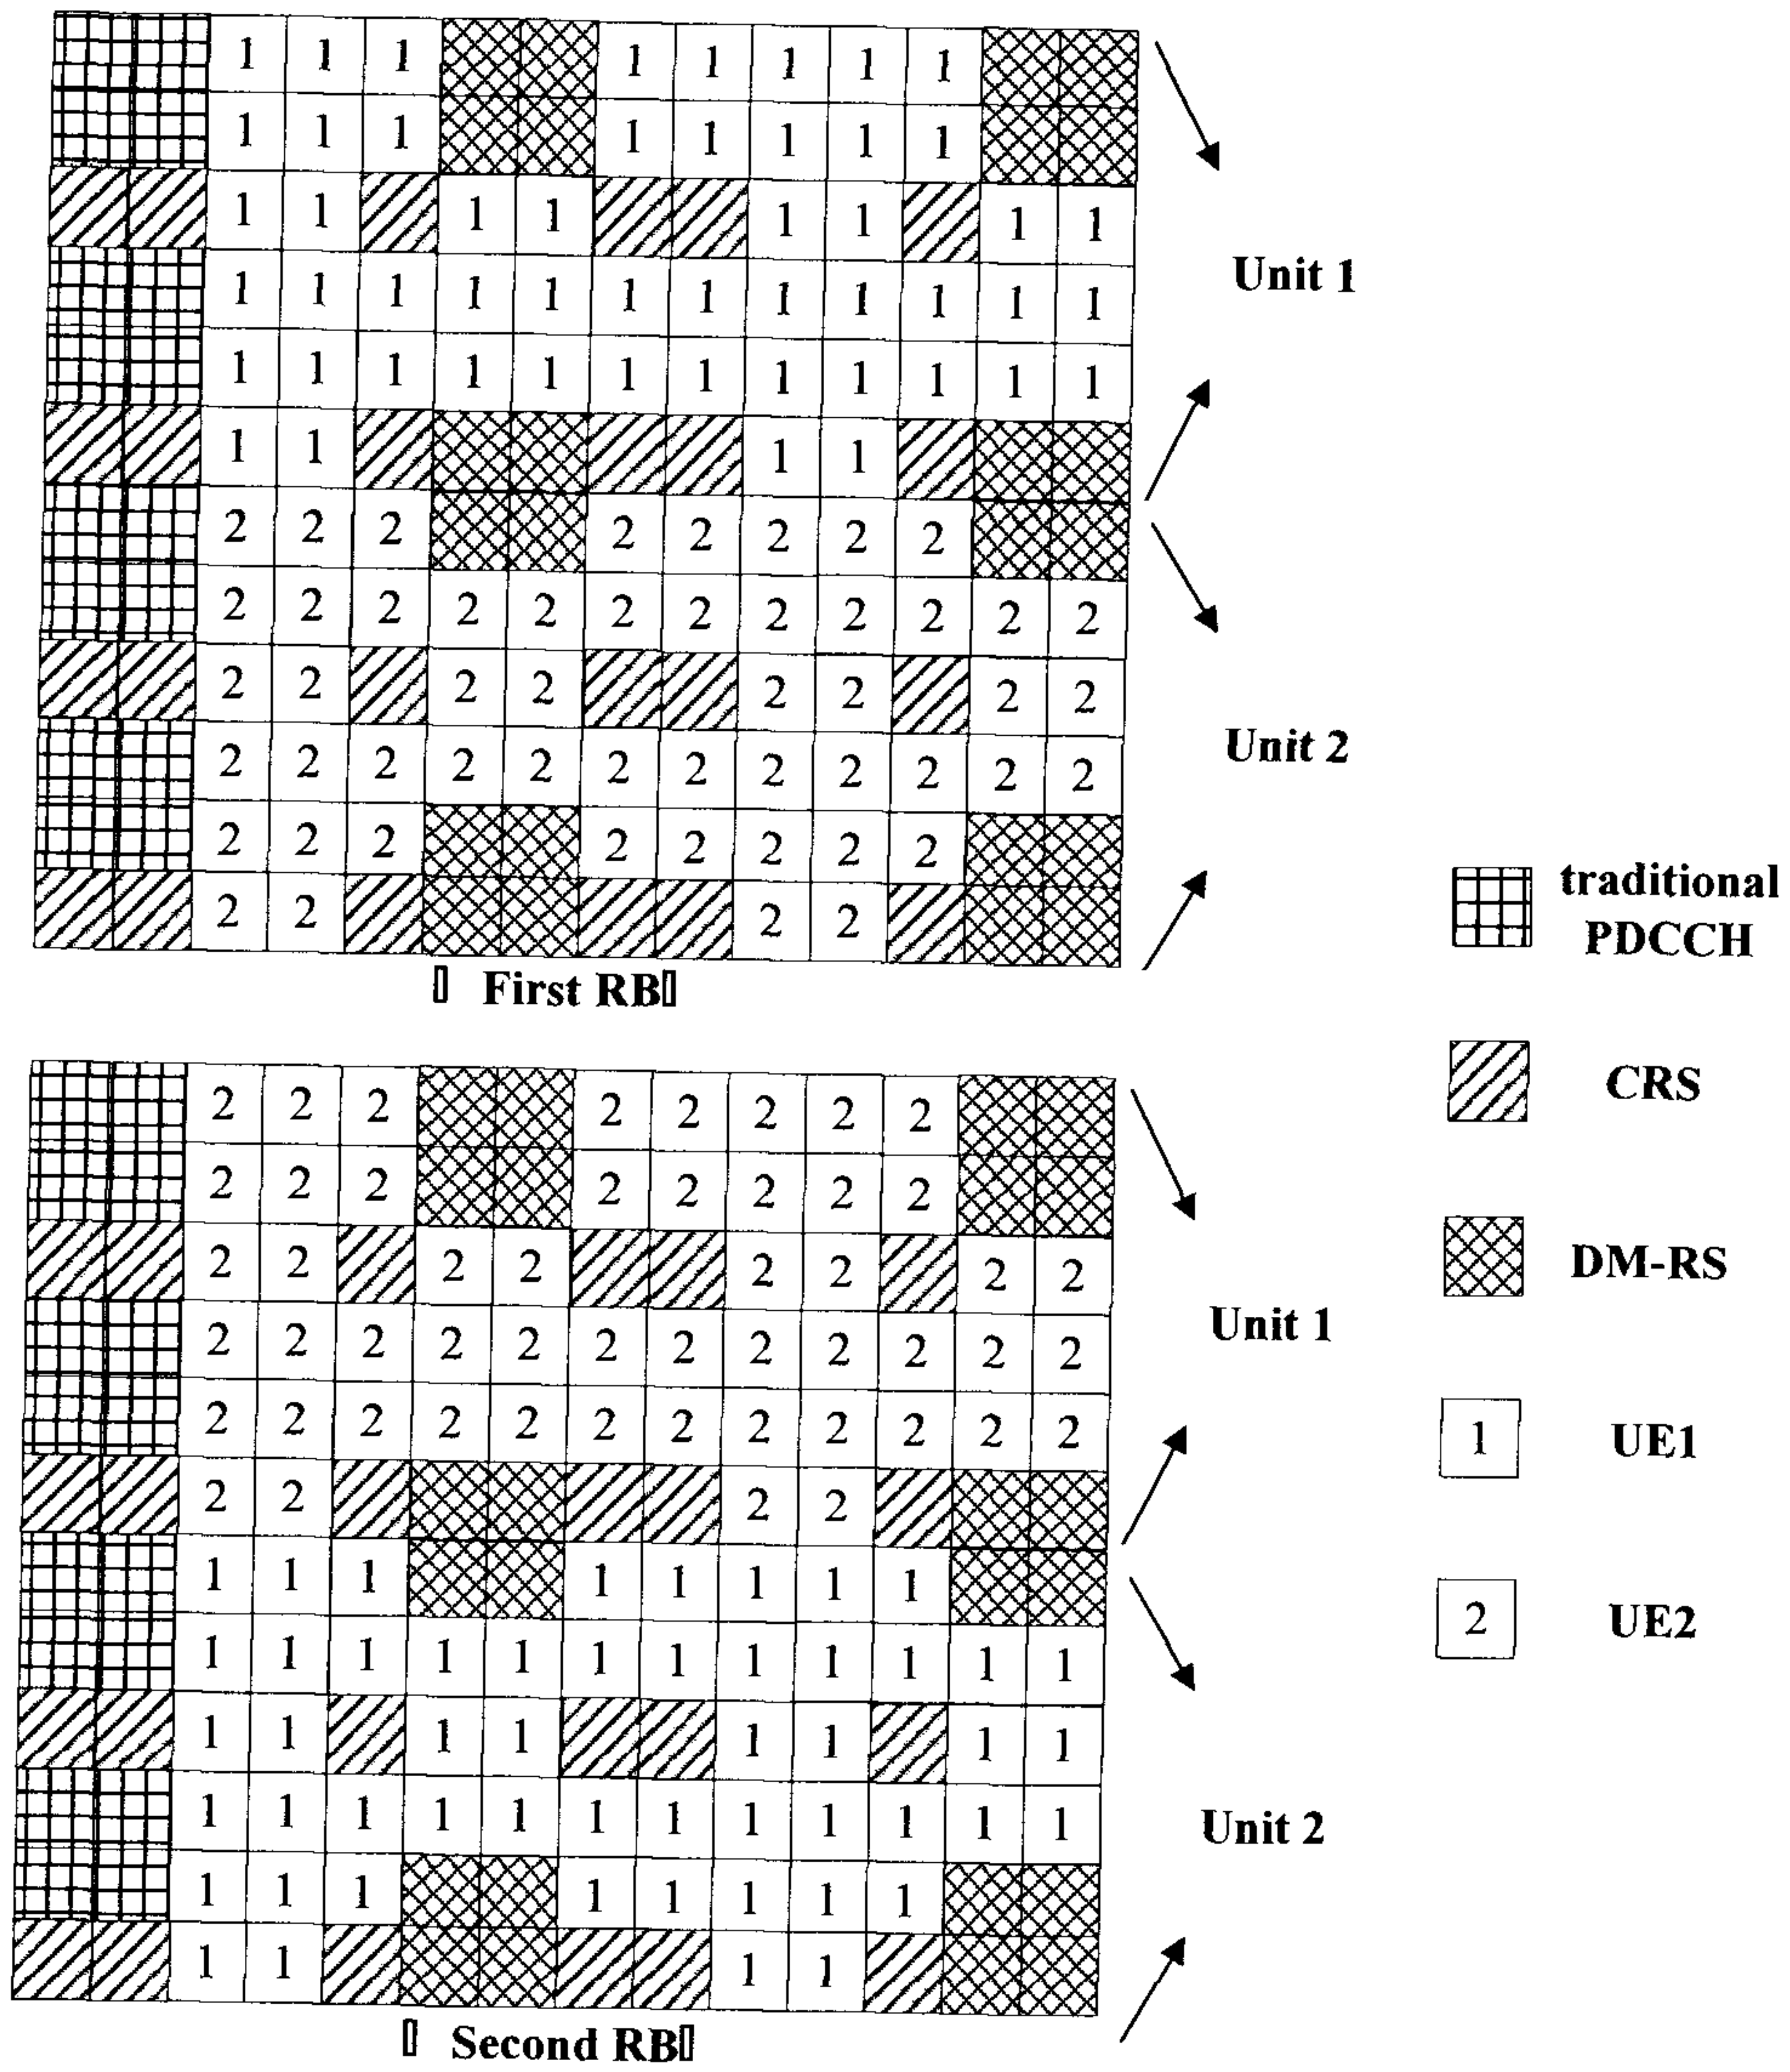 1 1 1 1 1 1 1 1
1 1 1 1 1 1 1 1
1 1 1 1 1 1 1 1
1 1 1 1 1 1 1 1 1 1 1 1
1 1 1 1 1 1 1 1 1 1 1 1
1 1 1 1
Unit 1
2 2 2 2 2 2 2 2
2 2 2 2 2 2 2 2 2 2 2 2
2 2 2 2 2 2 2 2
2 2 2 2 2 2 2 2 2 2 2 2
2 2 2 2 2 2 2 2
2 2 2 2
Unit 2
First RB
2 2 2 2 2 2 2 2
2 2 2 2 2 2 2 2
2 2 2 2 2 2 2 2
2 2 2 2 2 2 2 2 2 2 2 2
2 2 2 2 2 2 2 2 2 2 2 2
2 2 2 2
Unit 1
1 1 1 1 1 1 1 1
1 1 1 1 1 1 1 1 1 1 1 1
1 1 1 1 1 1 1 1
1 1 1 1 1 1 1 1 1 1 1 1
1 1 1 1 1 1 1 1
1 1 1 1
Unit 2
Second RB
traditional
PDCCH
CRS
DM-RS
1 UE1
2 UE2